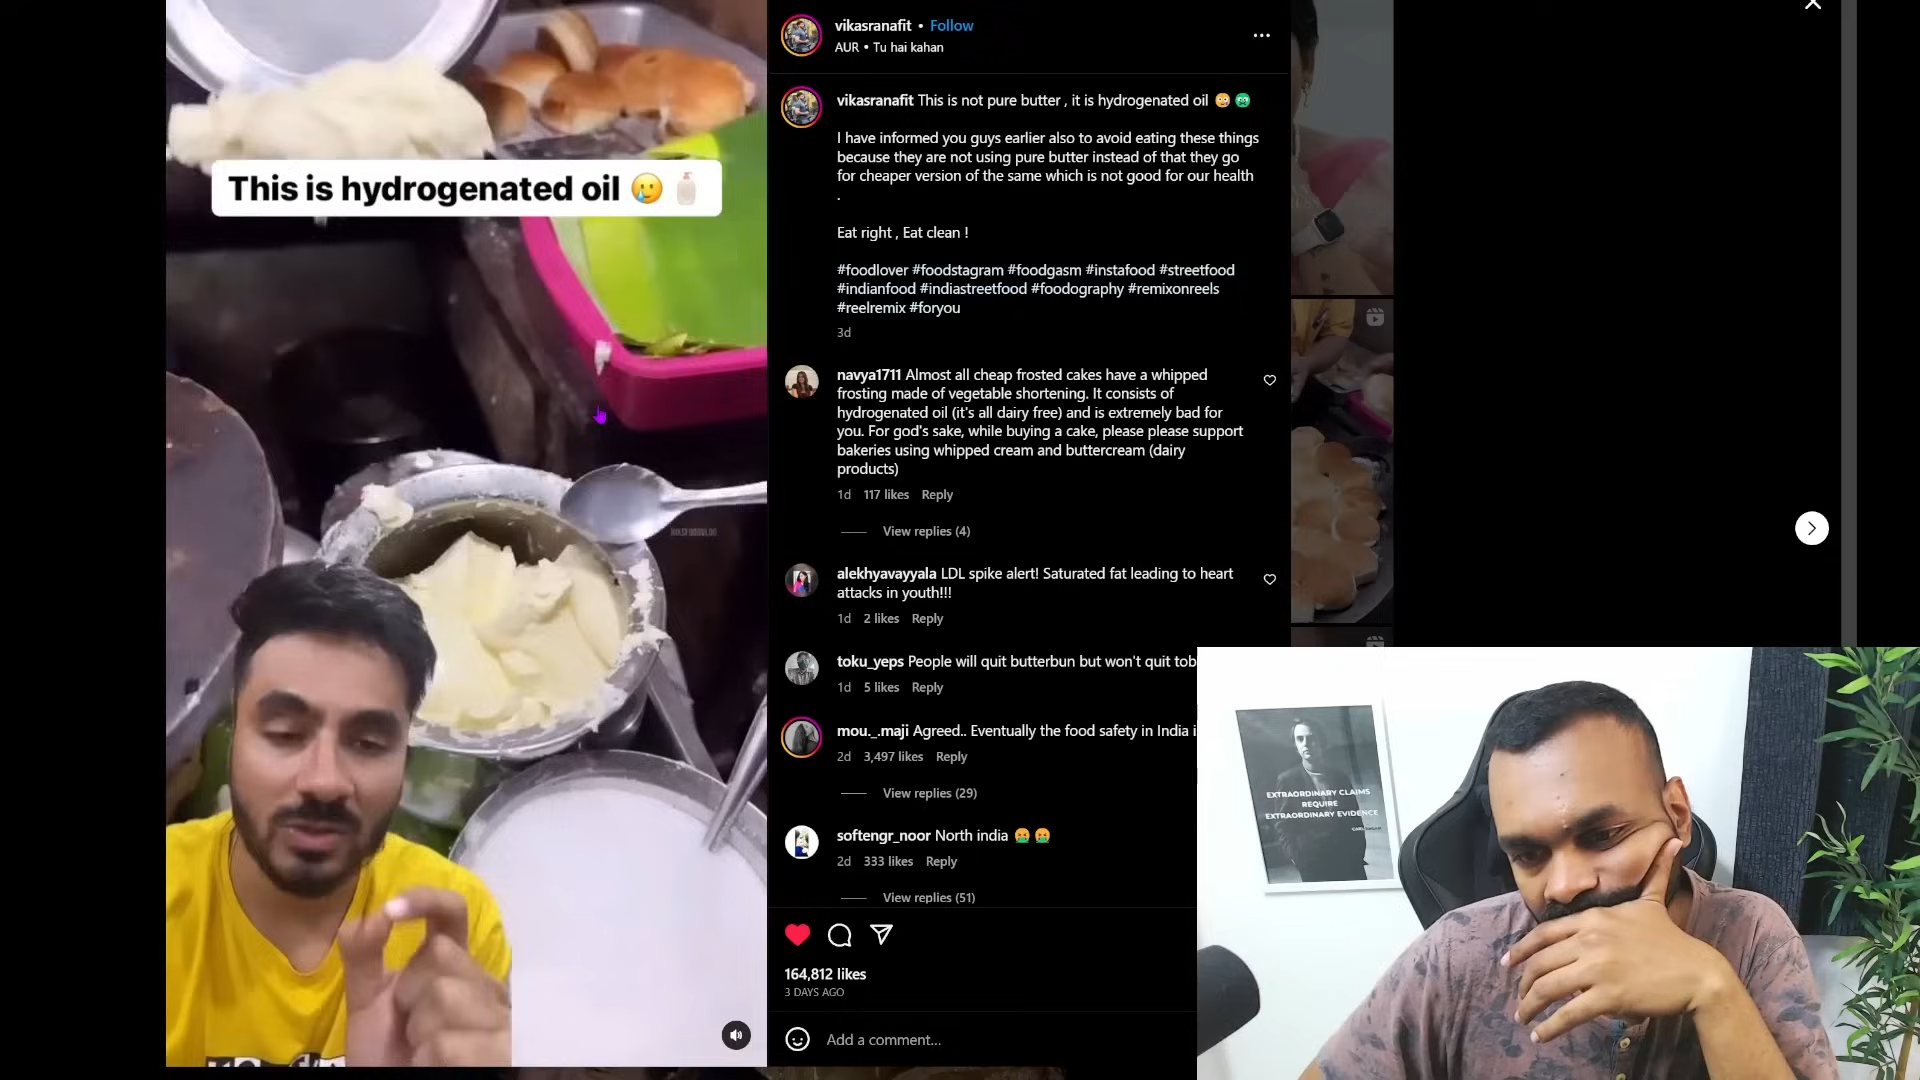 This is hydrogenated oil
vikasranafit • Follow
AUR • Tu hai kahan
vikasranafit This is not pure butter , it is hydrogenated oil
I have informed you guys earlier also to avoid eating these things
because they are not using pure butter instead of that they go
for cheaper version of the same which is not good for our health
.
Eat right , Eat clean !
#foodlover #foodstagram #foodgasm #instafood #streetfood
#indianfood #indiastreetfood #foodography #remixonreels
#reelremix #foryou
3d
navya1711 Almost all cheap frosted cakes have a whipped
frosting made of vegetable shortening. It consists of
hydrogenated oil (it's all dairy free) and is extremely bad for
you. For god's sake, while buying a cake, please please support
bakeries using whipped cream and buttercream (dairy
products)
1d 117 likes Reply
View replies (4)
alekhyavayyala LDL spike alert! Saturated fat leading to heart
attacks in youth!!!
1d 2 likes Reply
toku_yeps People will quit butterbun but won't quit tob
1d 5 likes Reply
mou._.maji Agreed.. Eventually the food safety in India i
2d 3,497 likes Reply
View replies (29)
softengr_noor North india
2d 333 likes Reply
View replies (51)
164,812 likes
3 DAYS AGO
Add a comment...
EXTRAORDINARY CLAIMS
REQUIRE
EXTRAORDINARY EVIDENCE